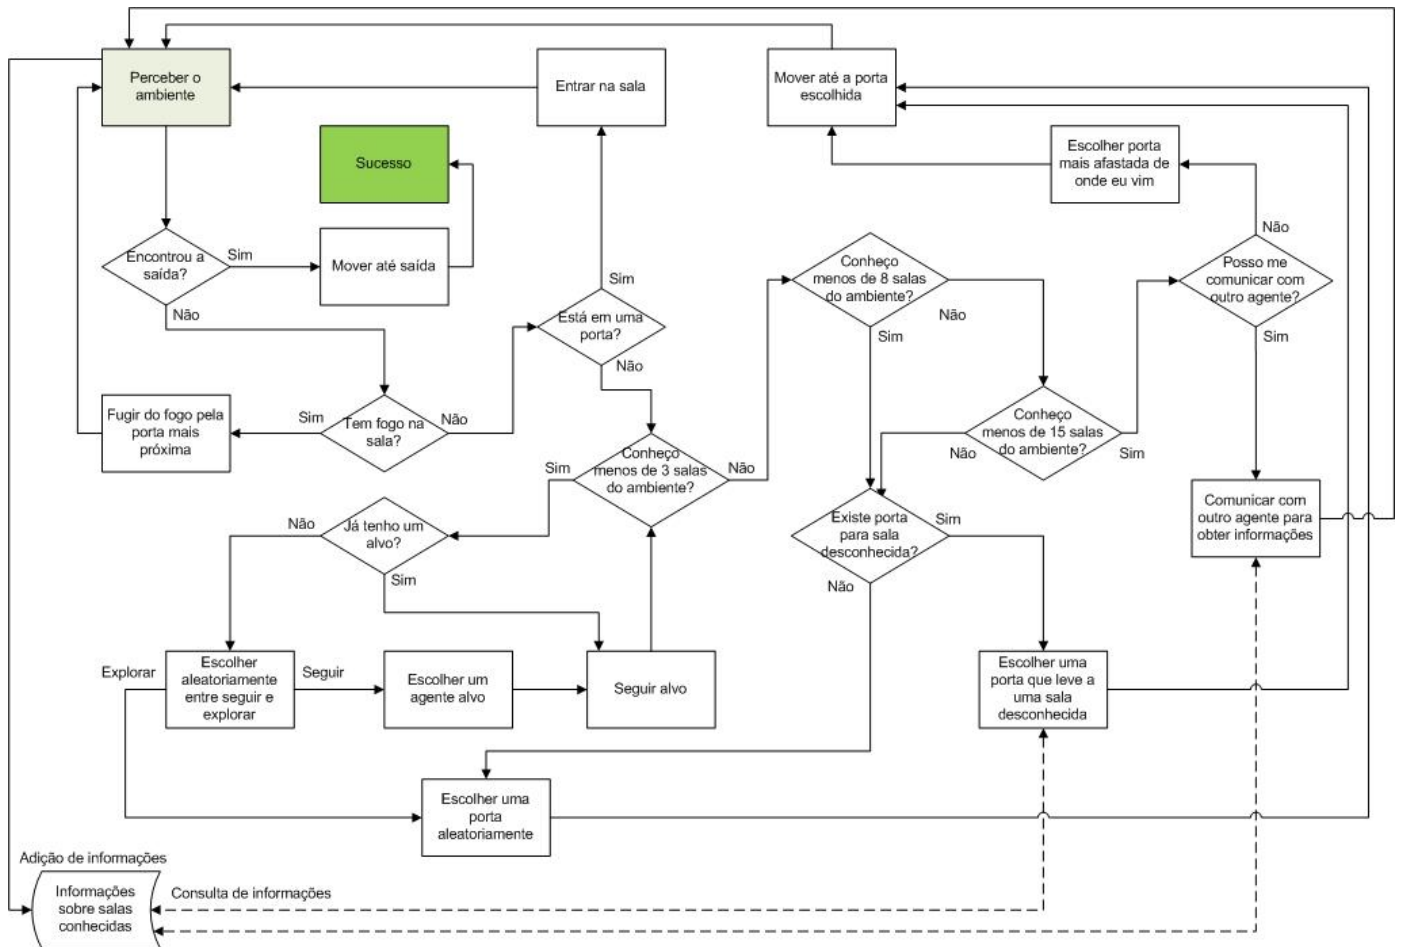 Perceber o
ambiente
Entrar na sala
Mover até a porta
escolhida
Sucesso
Escolher porta
mais afastada de
onde eu vim
Não
Encontrou a
saída?
Sim
Mover até saída
Não
Sim
Está em uma
porta?
Não
Conheço
menos de 8 salas
do ambiente?
Não
Sim
Posso me
comunicar com
outro agente?
Sim
Fugir do fogo pela
porta mais
próxima
Sim
Tem fogo na
sala?
Não
Conheço
menos de 3 salas
do ambiente?
Sim
Não
Conheço
menos de 15 salas
do ambiente?
Não
Sim
Comunicar com
outro agente para
obter informações
Não
Já tenho um
alvo?
Sim
Existe porta
para sala
desconhecida?
Sim
Não
Explorar
Escolher
aleatoriamente
entre seguir e
explorar
Seguir
Escolher um
agente alvo
Seguir alvo
Escolher uma
porta que leve a
uma sala
desconhecida
Escolher uma
porta
aleatoriamente
Adição de informações
Informações
sobre salas
conhecidas
Consulta de informações